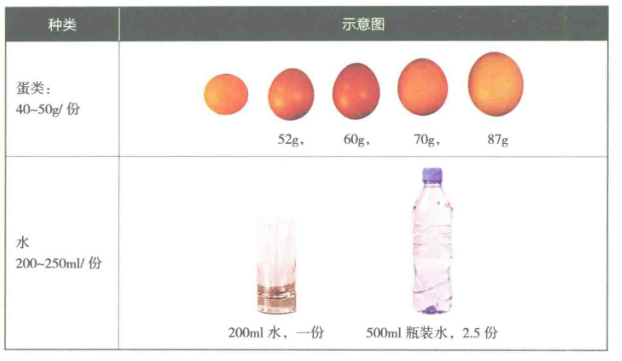 种类
示意图
蛋类：
40~50g/ 份
52g， 60g， 70g， 87g
水
200~250ml/ 份
200ml 水，一份
500ml 瓶装水，2.5 份